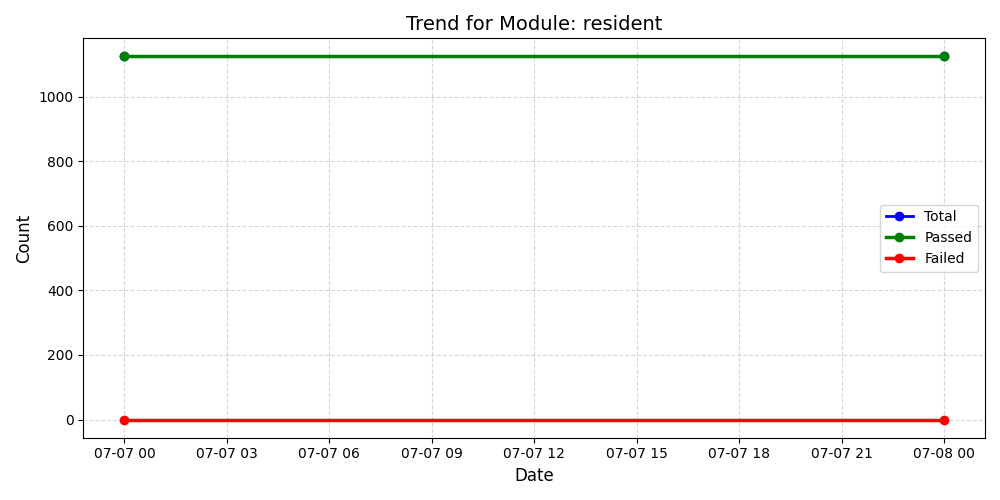 Trend for Module: resident
Count
1000
800
600
400
200
0
Total
Passed
Failed
07-07 00 07-07 03 07-07 06 07-07 09 07-07 12 07-07 15 07-07 18 07-07 21 07-08 00
Date